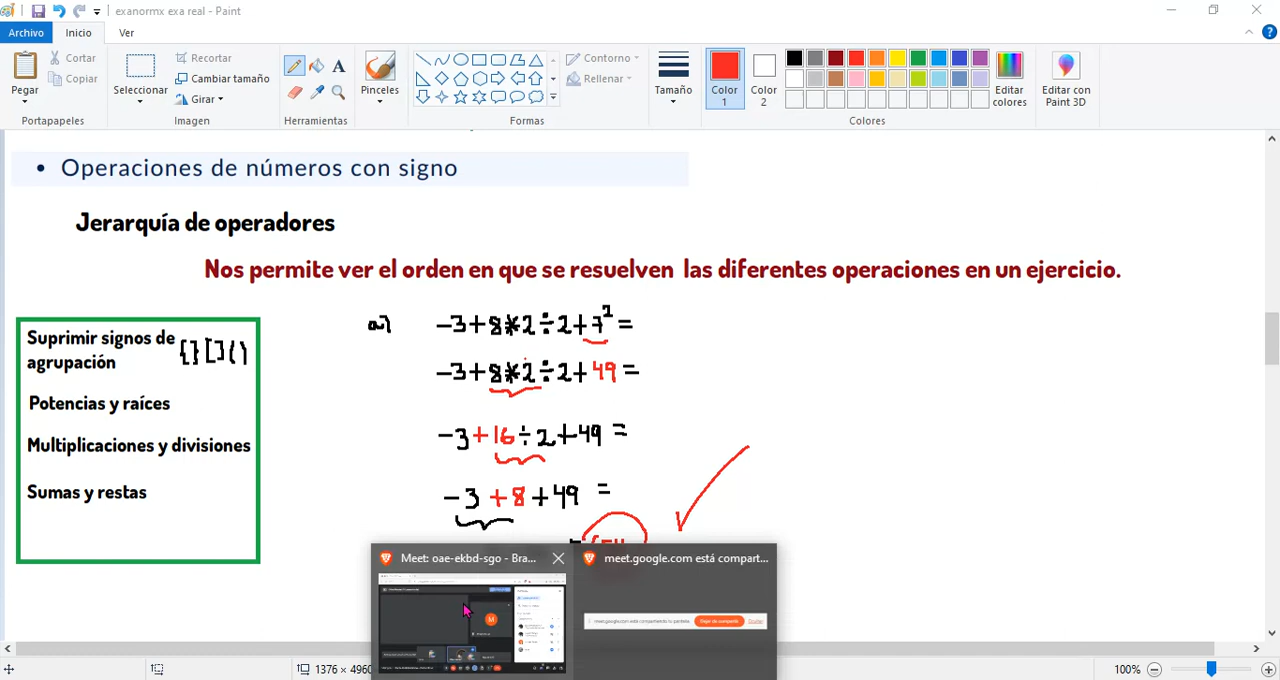 exanormx exa real - Paint
Archivo
Inicio
Ver
Pegar
Cortar
Copiar
Portapapeles
Seleccionar
Recortar
Cambiar tamaño
Girar
Imagen
A
Herramientas
Pinceles
Contorno
Rellenar
Formas
Tamaño
Color 1
Color 2
Editar colores
Editar con Paint 3D
Colores
• Operaciones de números con signo
Jerarquía de operadores
Nos permite ver el orden en que se resuelven las diferentes operaciones en un ejercicio.
Suprimir signos de agrupación {} [] ()
Potencias y raíces
Multiplicaciones y divisiones
Sumas y restas
a) -3+8*2÷2+7²=
-3+8*2÷2+49=
-3+16÷2+49=
-3+8+49=
Meet: oae-ekbd-sgo - Bra...
meet.google.com está compart...
1376 × 4960
100%